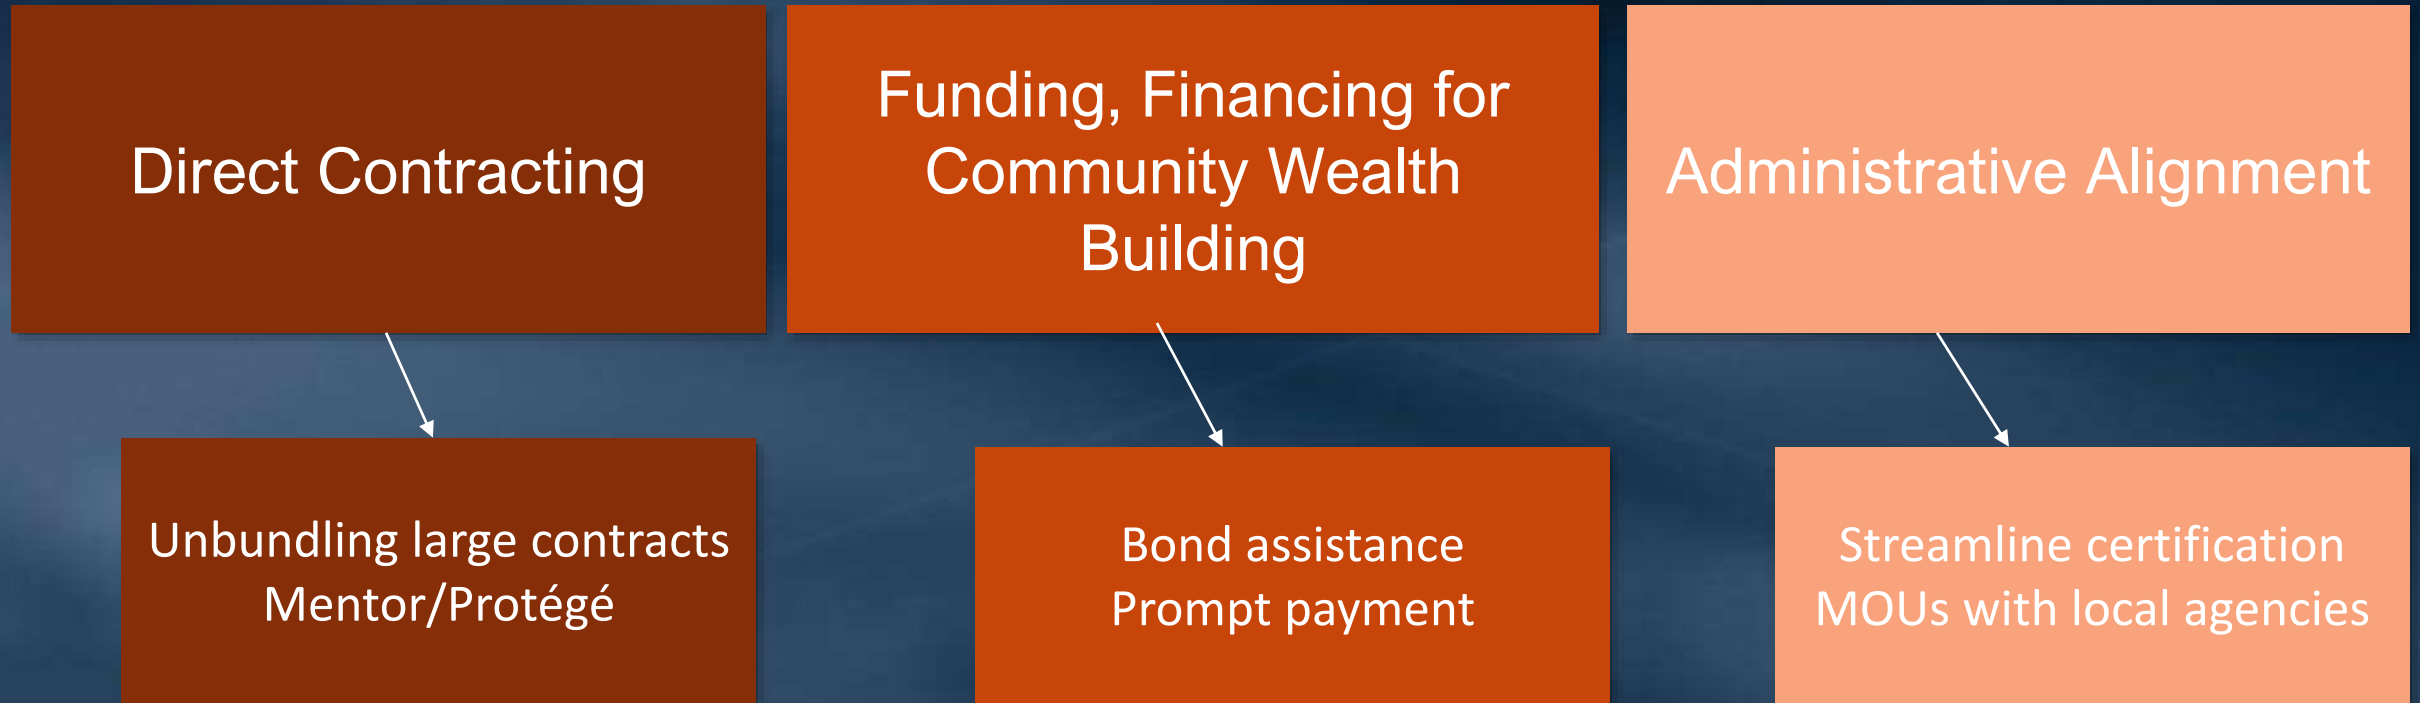 Direct Contracting
Funding, Financing for
Community Wealth
Building
Administrative Alignment
Unbundling large contracts
Mentor/Protégé
Bond assistance
Prompt payment
Streamline certification
MOUs with local agencies